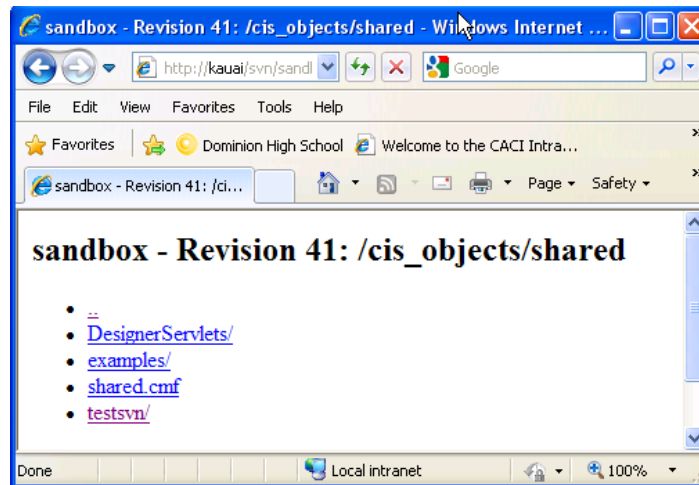 sandbox - Revision 41: /cis_objects/shared - Windows Internet ...
http://kauai/svn/sandl
Google
File Edit View Favorites Tools Help
Favorites Dominion High School Welcome to the CACI Intra...
sandbox - Revision 41: /ci... Page Safety
sandbox - Revision 41: /cis_objects/shared
..
DesignerServlets/
examples/
shared.cmf
testsvn/
Done Local intranet 100%